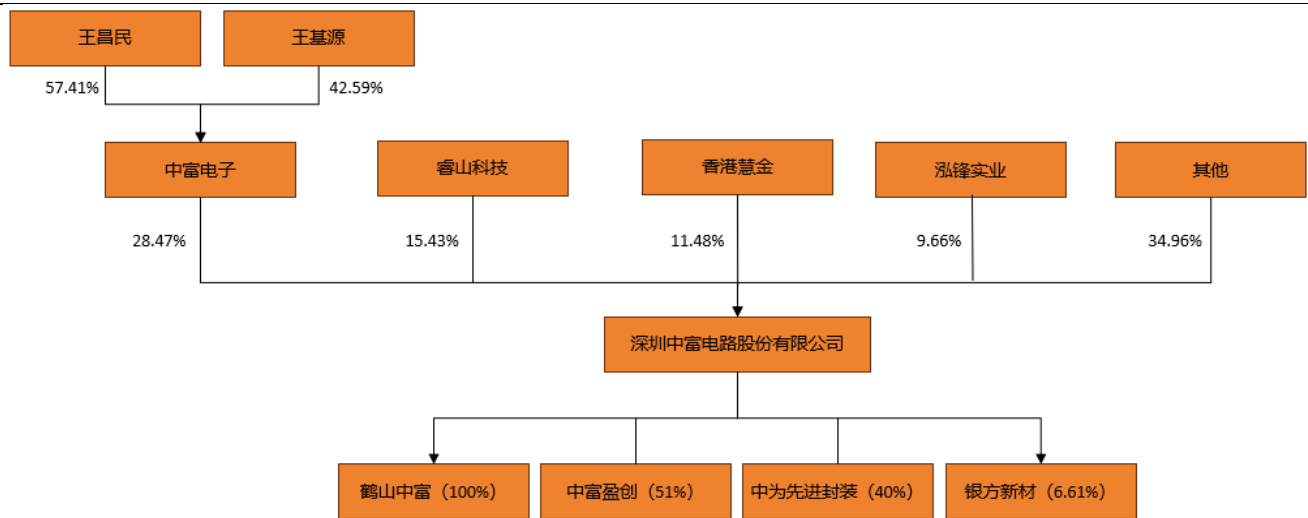 王昌民
王基源
57.41%
42.59%
中富电子
睿山科技
香港慧金
泓锋实业
其他
28.47%
15.43%
11.48%
9.66%
34.96%
深圳中富电路股份有限公司
鹤山中富（100%）
中富盈创（51%）
中为先进封装（40%）
银方新材（6.61%）